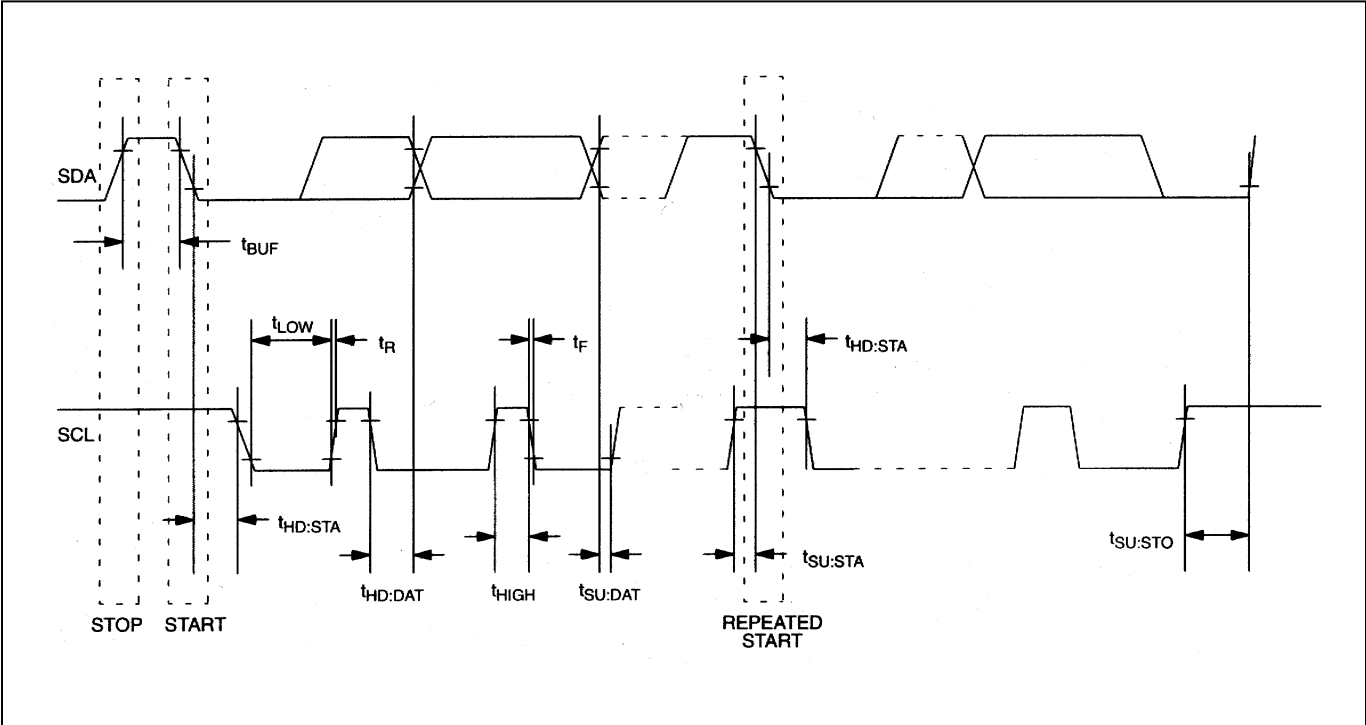 SDA
tBUF
tLOW
tR
tF
tHD:STA
SCL
tHD:STA
tSU:STO
tSU:STA
tHD:DAT
tHIGH
tSU:DAT
STOP
START
REPEATED
START